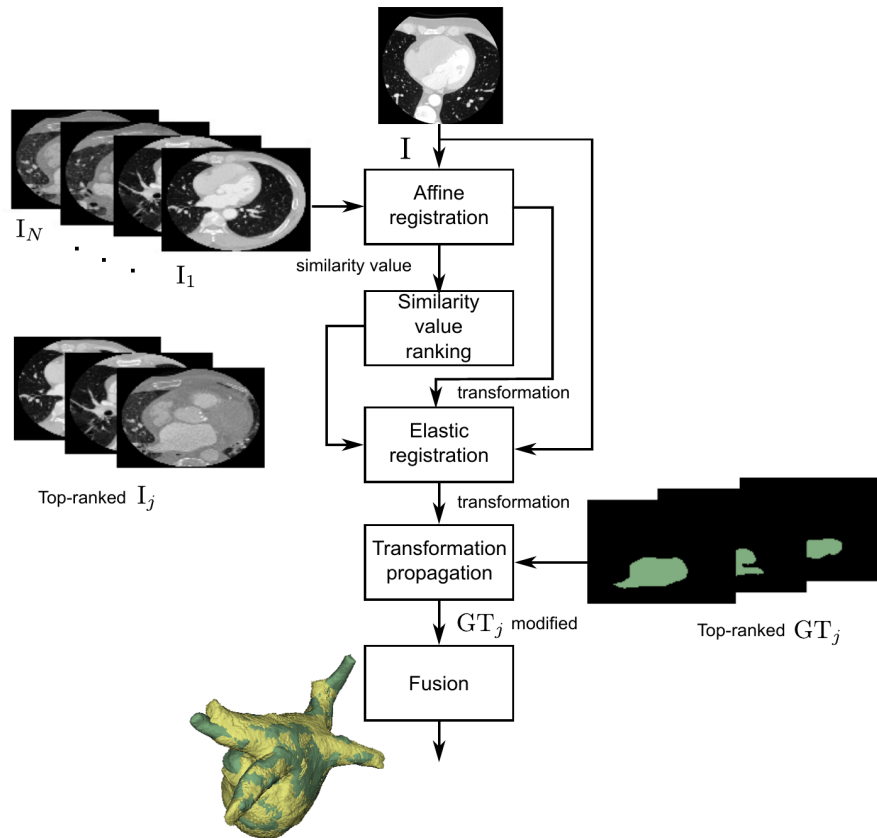 I
Affine
registration
I_N
. . .
I_1
similarity value
Similarity
value
ranking
transformation
Elastic
registration
Top-ranked I_j
transformation
Transformation
propagation
GT_j modified
Top-ranked GT_j
Fusion